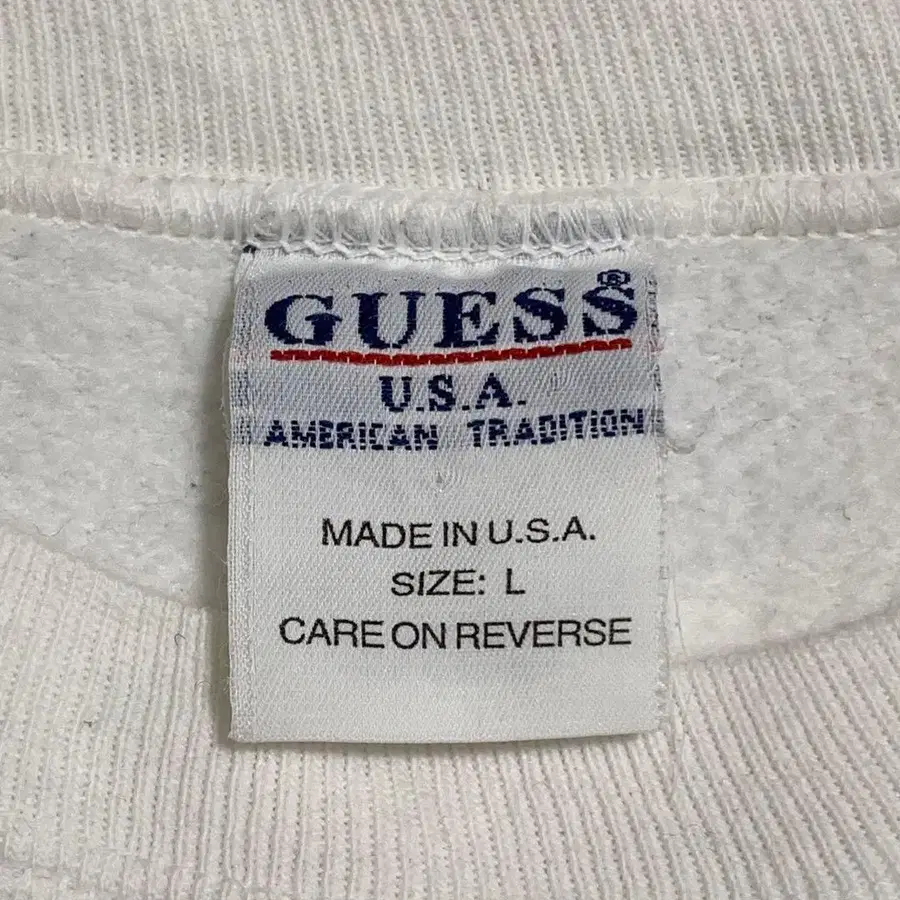 GUESS®
U.S.A.
AMERICAN TRADITION
MADE IN U.S.A.
SIZE: L
CARE ON REVERSE